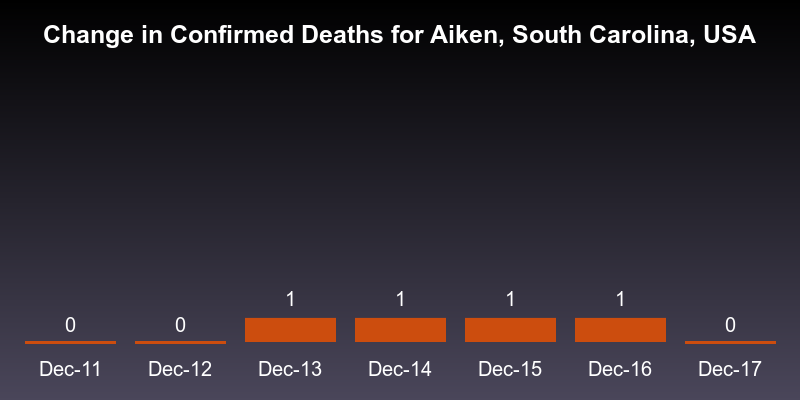 Change in Confirmed Deaths for Aiken, South Carolina, USA
0 0 1 1 1 1 0
Dec-11 Dec-12 Dec-13 Dec-14 Dec-15 Dec-16 Dec-17